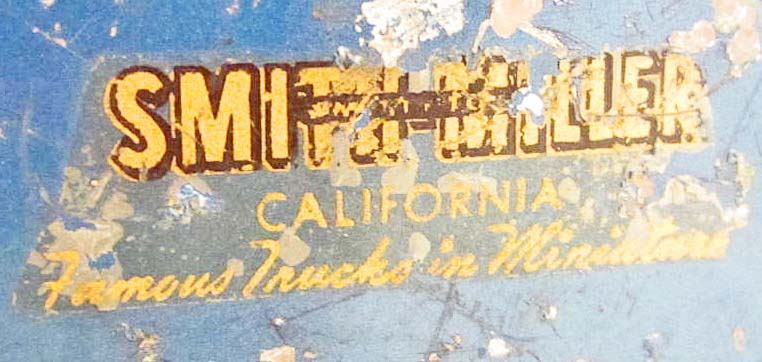 SMITH-MILLER
CALIFORNIA
Famous Trucks in Miniature